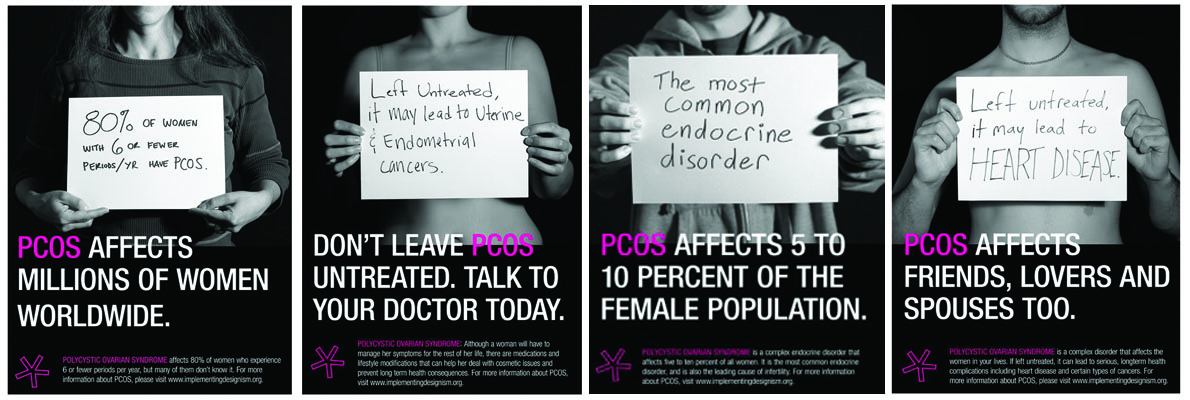 80% OF WOMEN
WITH 6 OR FEWER
PERIODS/YR HAVE PCOS.
PCOS AFFECTS
MILLIONS OF WOMEN
WORLDWIDE.
POLYCYSTIC OVARIAN SYNDROME affects 80% of women who experience
6 or fewer periods per year, but many of them don't know it. For more
information about PCOS, please visit www.implementingdesignism.org.
Left Untreated,
it may lead to Uterine
& Endometrial
cancers.
DON'T LEAVE PCOS
UNTREATED. TALK TO
YOUR DOCTOR TODAY.
POLYCYSTIC OVARIAN SYNDROME: Although a woman will have to
manage her symptoms for the rest of her life, there are medications and
lifestyle modifications that can help her deal with cosmetic issues and
prevent long term health consequences. For more information about PCOS,
visit www.implementingdesignism.org.
The most
common
endocrine
disorder
PCOS AFFECTS 5 TO
10 PERCENT OF THE
FEMALE POPULATION.
POLYCYSTIC OVARIAN SYNDROME is a complex endocrine disorder that
affects five to ten percent of all women. It is the most common endocrine
disorder, and is also the leading cause of infertility. For more information
about PCOS, visit www.implementingdesignism.org.
Left untreated,
it may lead to
HEART DISEASE.
PCOS AFFECTS
FRIENDS, LOVERS AND
SPOUSES TOO.
POLYCYSTIC OVARIAN SYNDROME is a complex disorder that affects the
women in your lives. If left untreated, it can lead to serious, longterm health
complications including heart disease and certain types of cancers. For
more information about PCOS, please visit www.implementingdesignism.org.